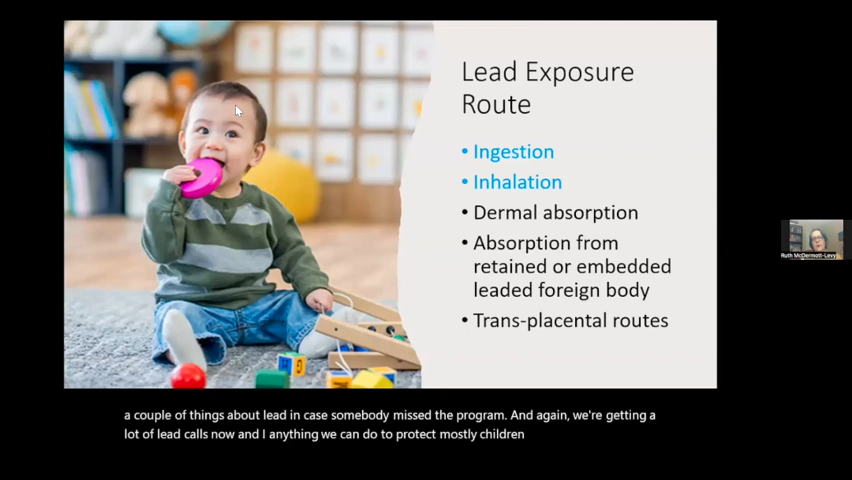 Lead Exposure
Route
• Ingestion
• Inhalation
• Dermal absorption
• Absorption from
retained or embedded
leaded foreign body
• Trans-placental routes
Ruth McDermott-Levy
a couple of things about lead in case somebody missed the program. And again, we're getting a
lot of lead calls now and I anything we can do to protect mostly children